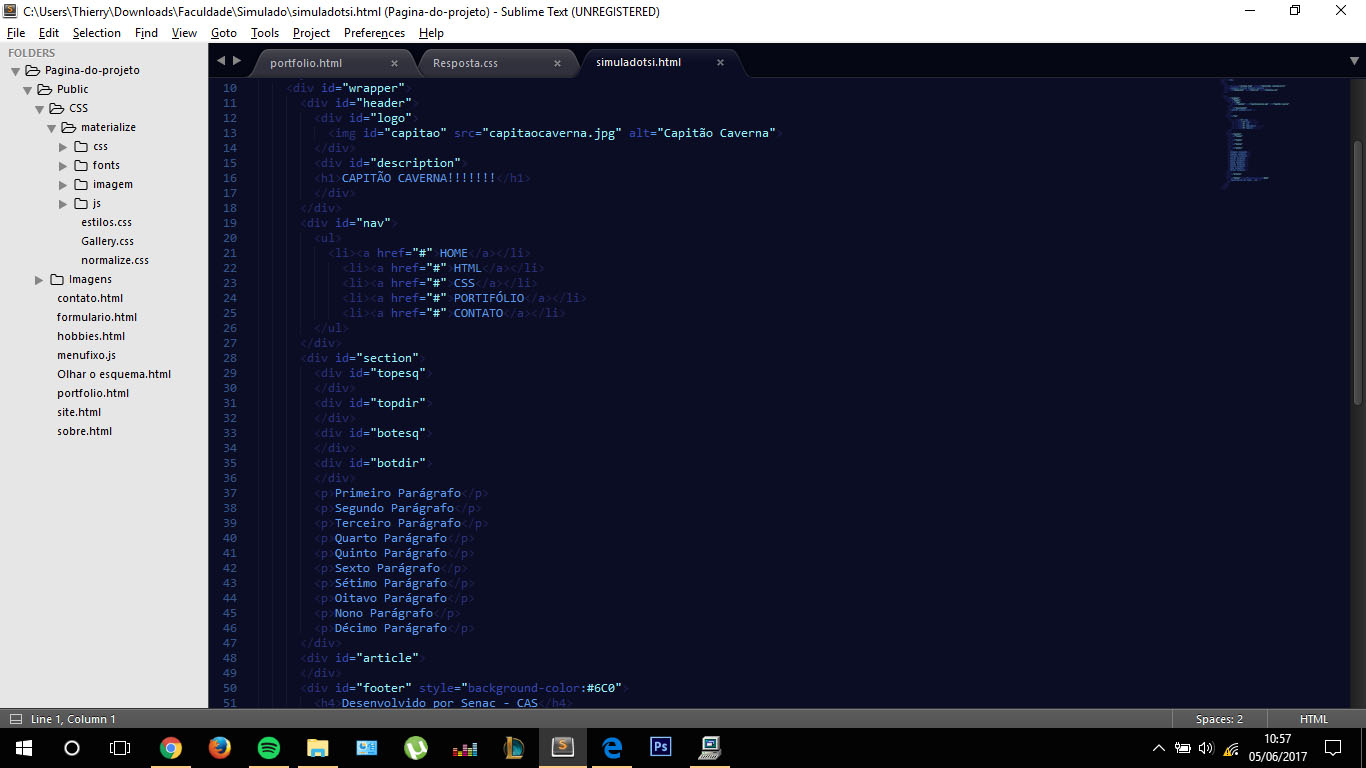 C:\Users\Thierry\Downloads\Faculdade\Simulado\simuladotsi.html (Pagina-do-projeto) - Sublime Text (UNREGISTERED)
File Edit Selection Find View Goto Tools Project Preferences Help
FOLDERS
Pagina-do-projeto
Public
CSS
materialize
css
fonts
imagem
js
estilos.css
Gallery.css
normalize.css
Imagens
contato.html
formulario.html
hobbies.html
menufixo.js
Olhar o esquema.html
portfolio.html
site.html
sobre.html
portfolio.html × Resposta.css × simuladotsi.html ×
10 <div id="wrapper">
11 <div id="header">
12 <div id="logo">
13 <img id="capitao" src="capitaocaverna.jpg" alt="Capitão Caverna">
14 </div>
15 <div id="description">
16 <h1>CAPITÃO CAVERNA!!!!!!!</h1>
17 </div>
18 </div>
19 <div id="nav">
20 <ul>
21 <li><a href="#">HOME</a></li>
22 <li><a href="#">HTML</a></li>
23 <li><a href="#">CSS</a></li>
24 <li><a href="#">PORTIFÓLIO</a></li>
25 <li><a href="#">CONTATO</a></li>
26 </ul>
27 </div>
28 <div id="section">
29 <div id="topesq">
30 </div>
31 <div id="topdir">
32 </div>
33 <div id="botesq">
34 </div>
35 <div id="botdir">
36 </div>
37 <p>Primeiro Parágrafo</p>
38 <p>Segundo Parágrafo</p>
39 <p>Terceiro Parágrafo</p>
40 <p>Quarto Parágrafo</p>
41 <p>Quinto Parágrafo</p>
42 <p>Sexto Parágrafo</p>
43 <p>Sétimo Parágrafo</p>
44 <p>Oitavo Parágrafo</p>
45 <p>Nono Parágrafo</p>
46 <p>Décimo Parágrafo</p>
47 </div>
48 <div id="article">
49 </div>
50 <div id="footer" style="background-color:#6C0">
51 <h4>Desenvolvido por Senac - CAS</h4>
Line 1, Column 1 Spaces: 2 HTML
Ps
10:57
05/06/2017